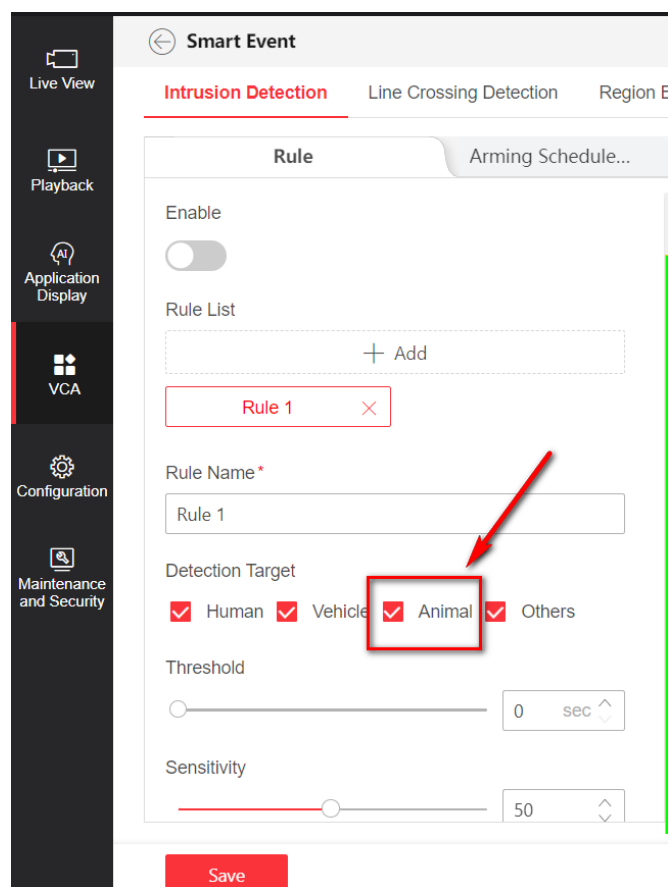 Smart Event
Live View
Intrusion Detection
Line Crossing Detection
Region E
Rule
Arming Schedule...
Playback
Enable
AI
Application
Display
Rule List
+ Add
VCA
Rule 1 ×
Rule Name*
Configuration
Rule 1
Detection Target
Maintenance
and Security
Human Vehicle Animal Others
Threshold
0 sec
Sensitivity
50
Save